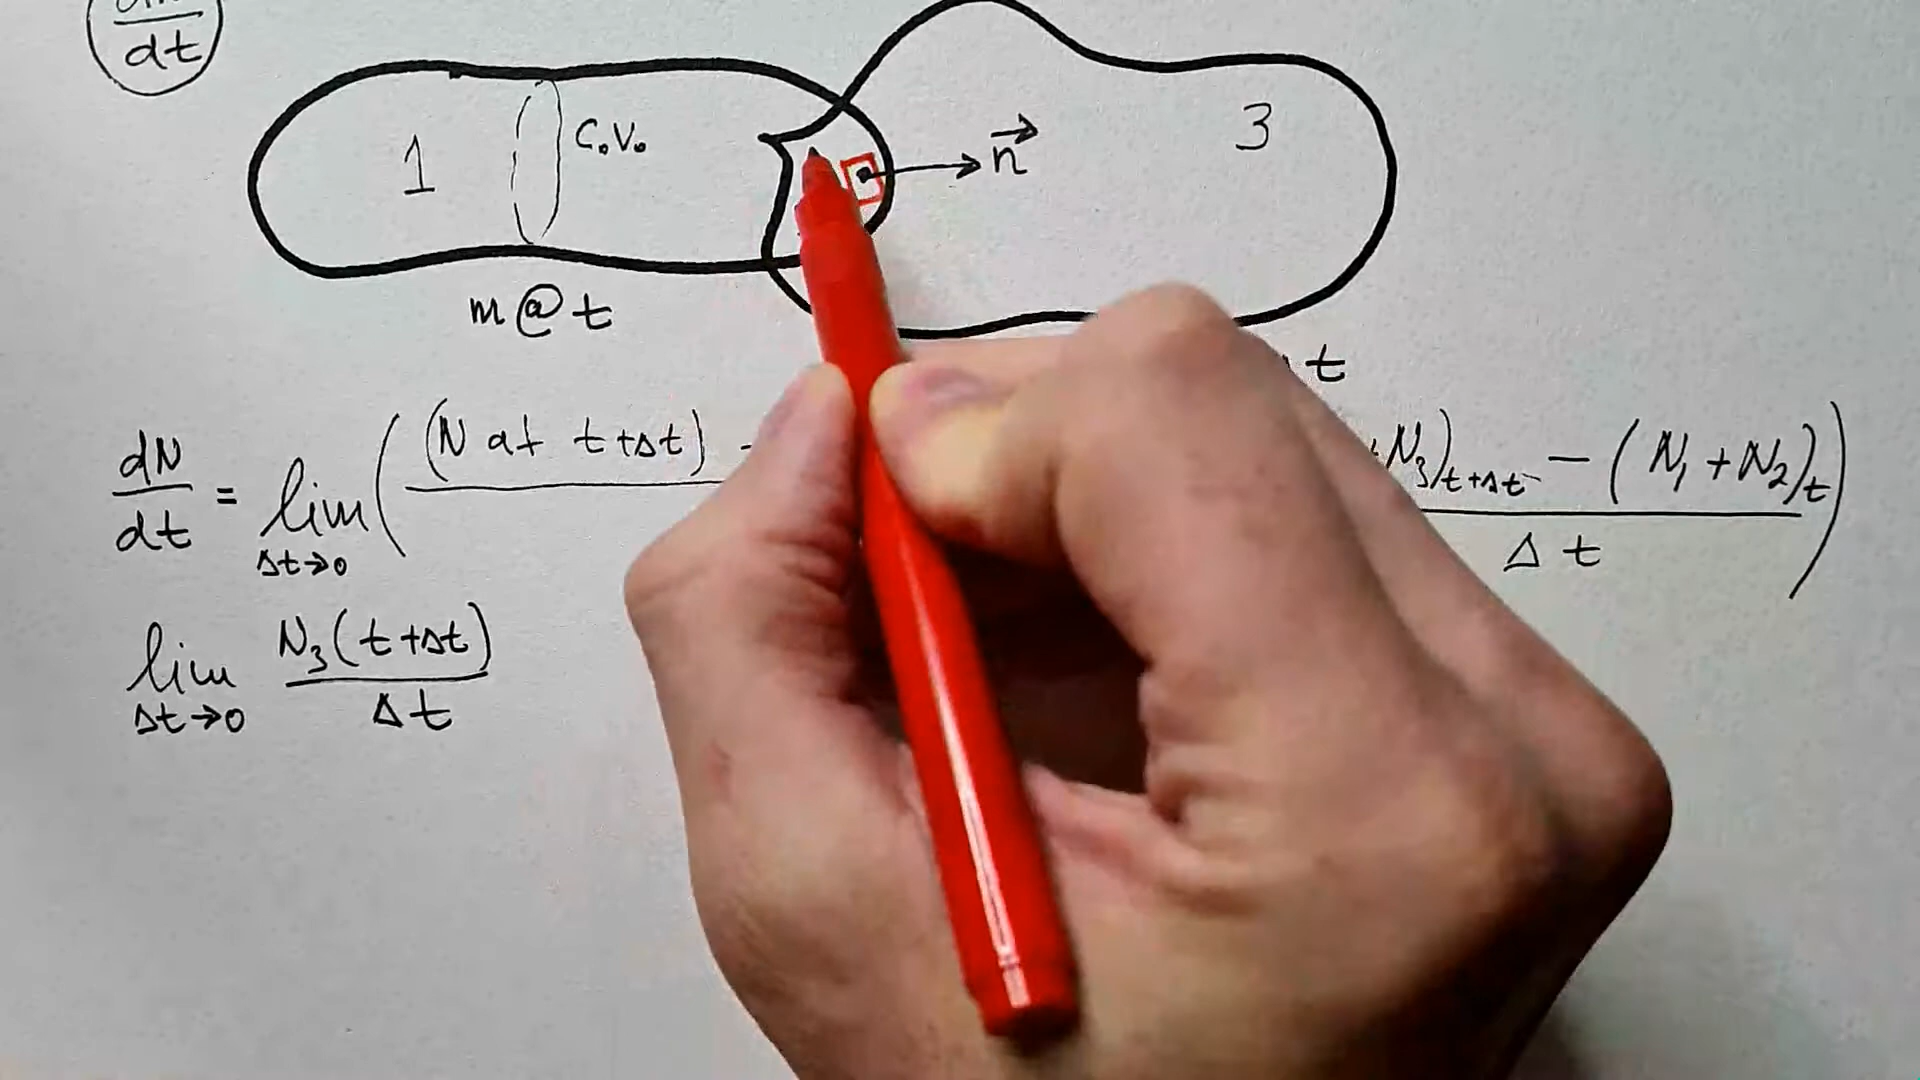 dt
1
C.V.
n⃗
3
m @ t
t
dN/dt = lim Δt→0 ( (N at t+Δt) -
N₃)t+Δt - (N₁ + N₂)t / Δt )
lim Δt→0 N₃(t+Δt) / Δt